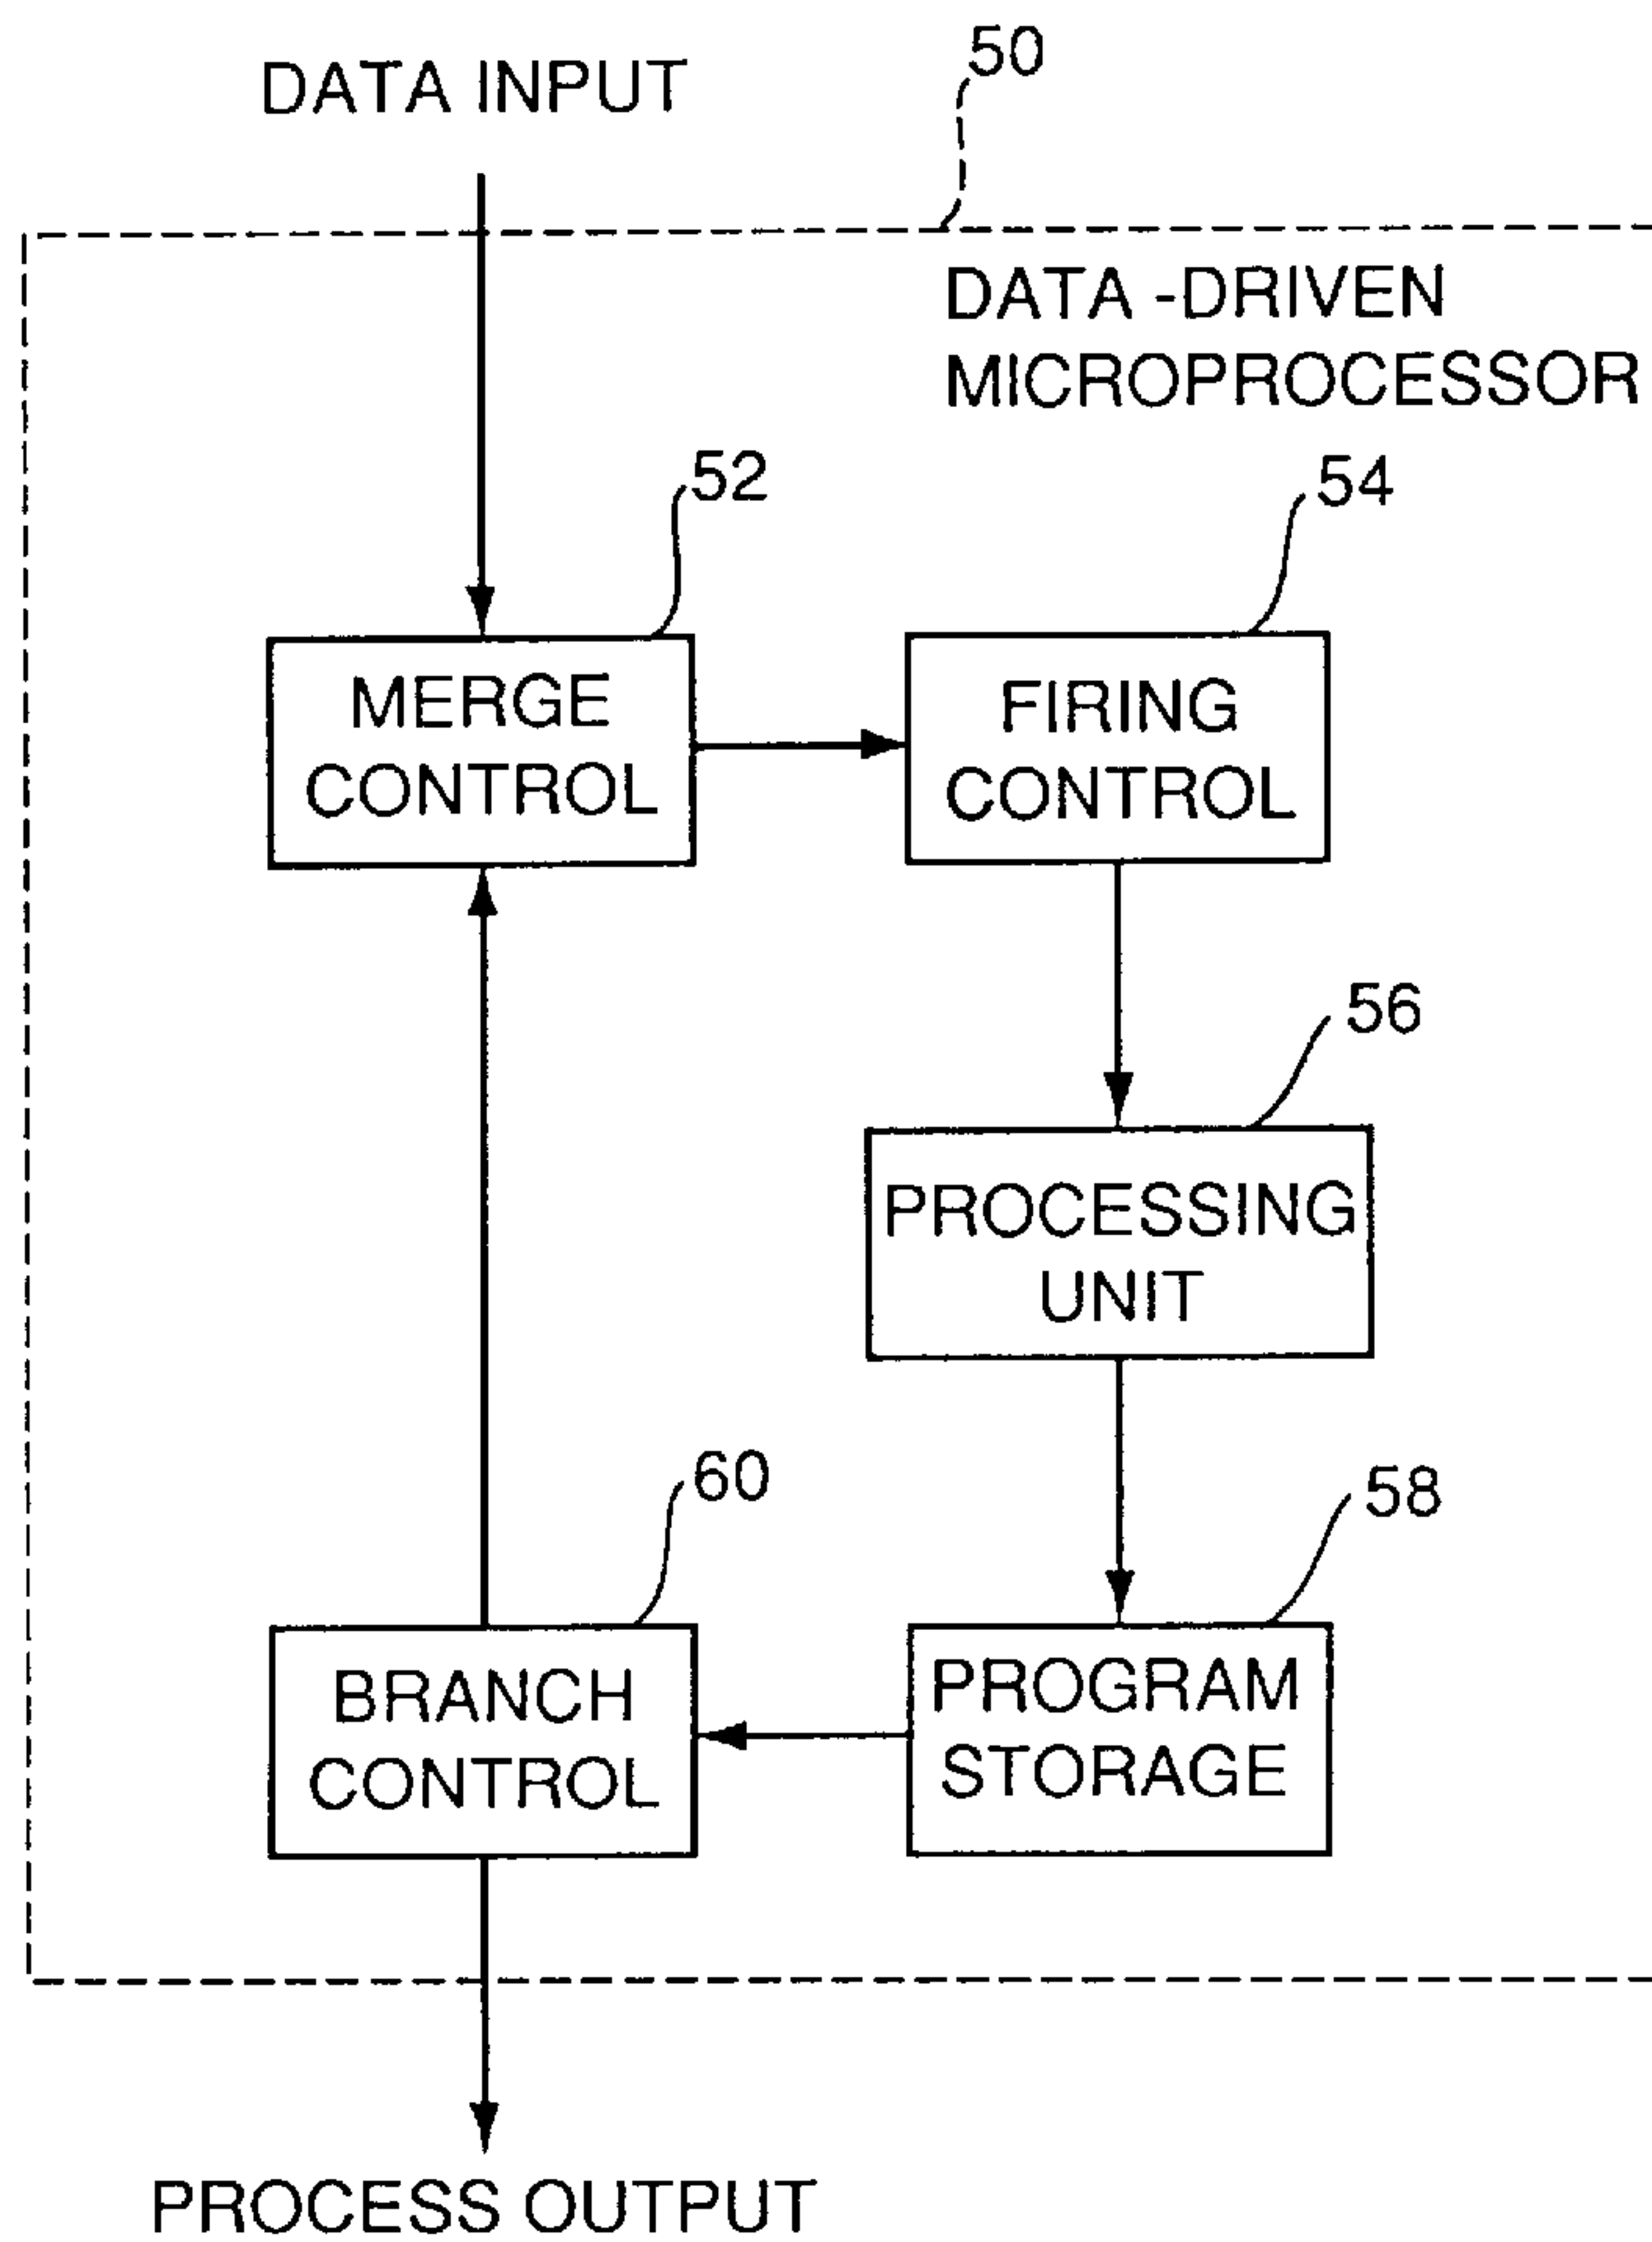 DATA INPUT
50
DATA -DRIVEN
MICROPROCESSOR
52
54
MERGE
CONTROL
FIRING
CONTROL
56
PROCESSING
UNIT
60
58
BRANCH
CONTROL
PROGRAM
STORAGE
PROCESS OUTPUT